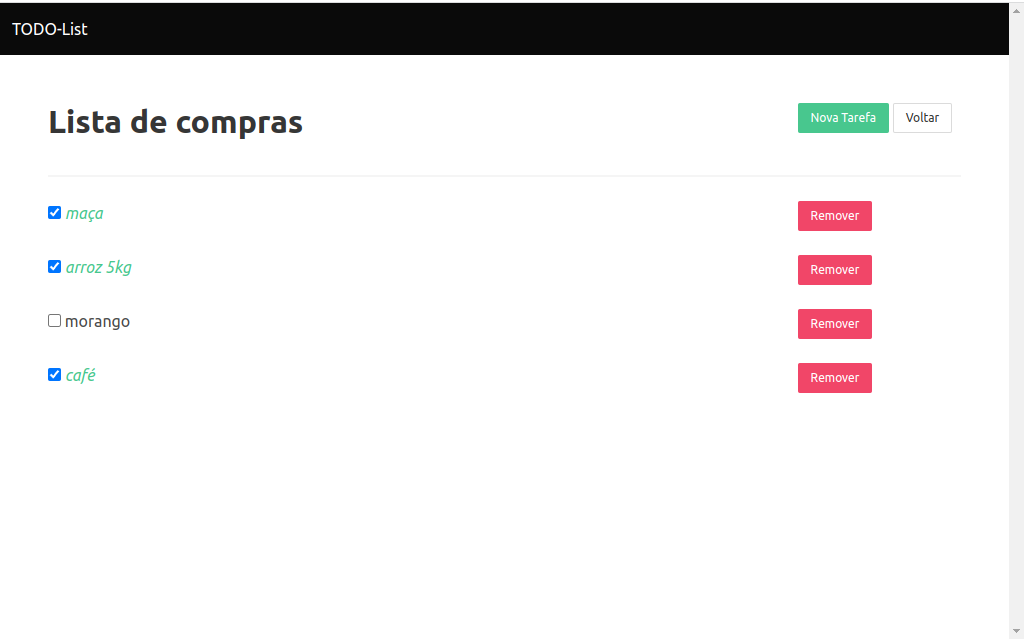 TODO-List
Lista de compras
Nova Tarefa Voltar
maça Remover
arroz 5kg Remover
morango Remover
café Remover